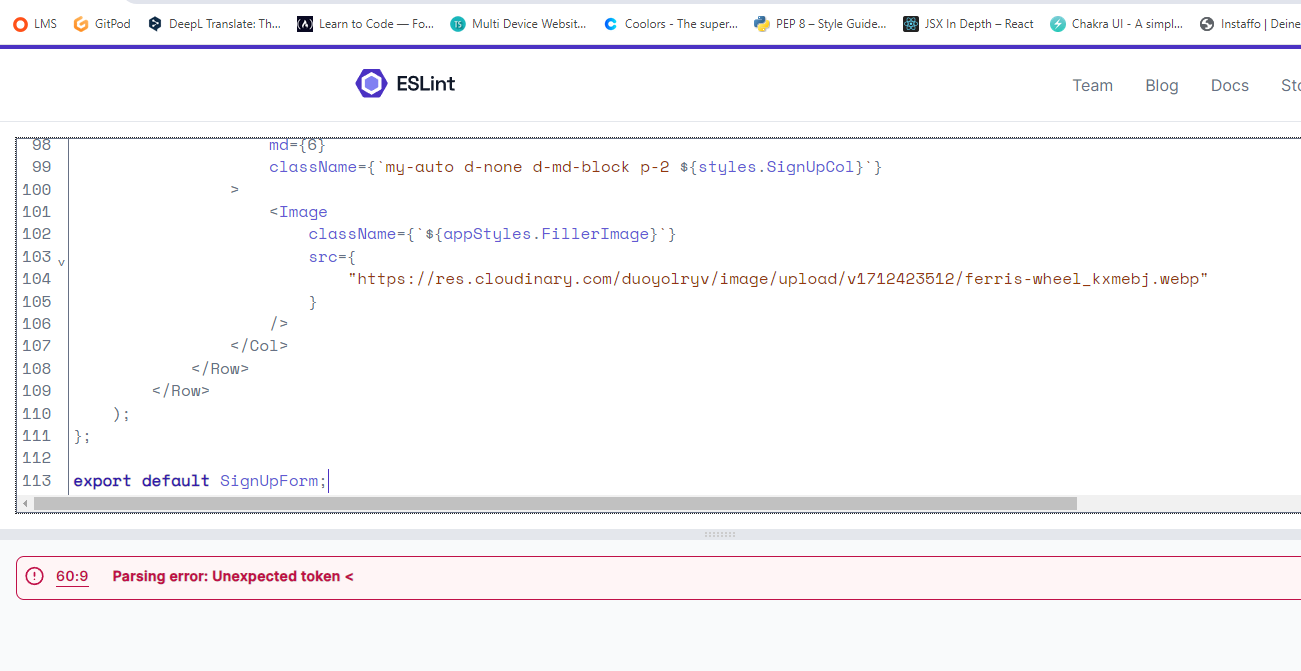 LMS GitPod DeepL Translate: Th... Learn to Code — Fo... Multi Device Websit... Coolors - The super... PEP 8 – Style Guide... JSX In Depth – React Chakra UI - A simpl... Instaffo | Deine
ESLint Team Blog Docs Sto
98 md={6}
99 className={`my-auto d-none d-md-block p-2 ${styles.SignUpCol}`}
100 >
101 <Image
102 className={`${appStyles.FillerImage}`}
103 src={
104 "https://res.cloudinary.com/duoyolryv/image/upload/v1712423512/ferris-wheel_kxmebj.webp"
105 }
106 />
107 </Col>
108 </Row>
109 </Row>
110 );
111 };
112
113 export default SignUpForm;
60:9 Parsing error: Unexpected token <